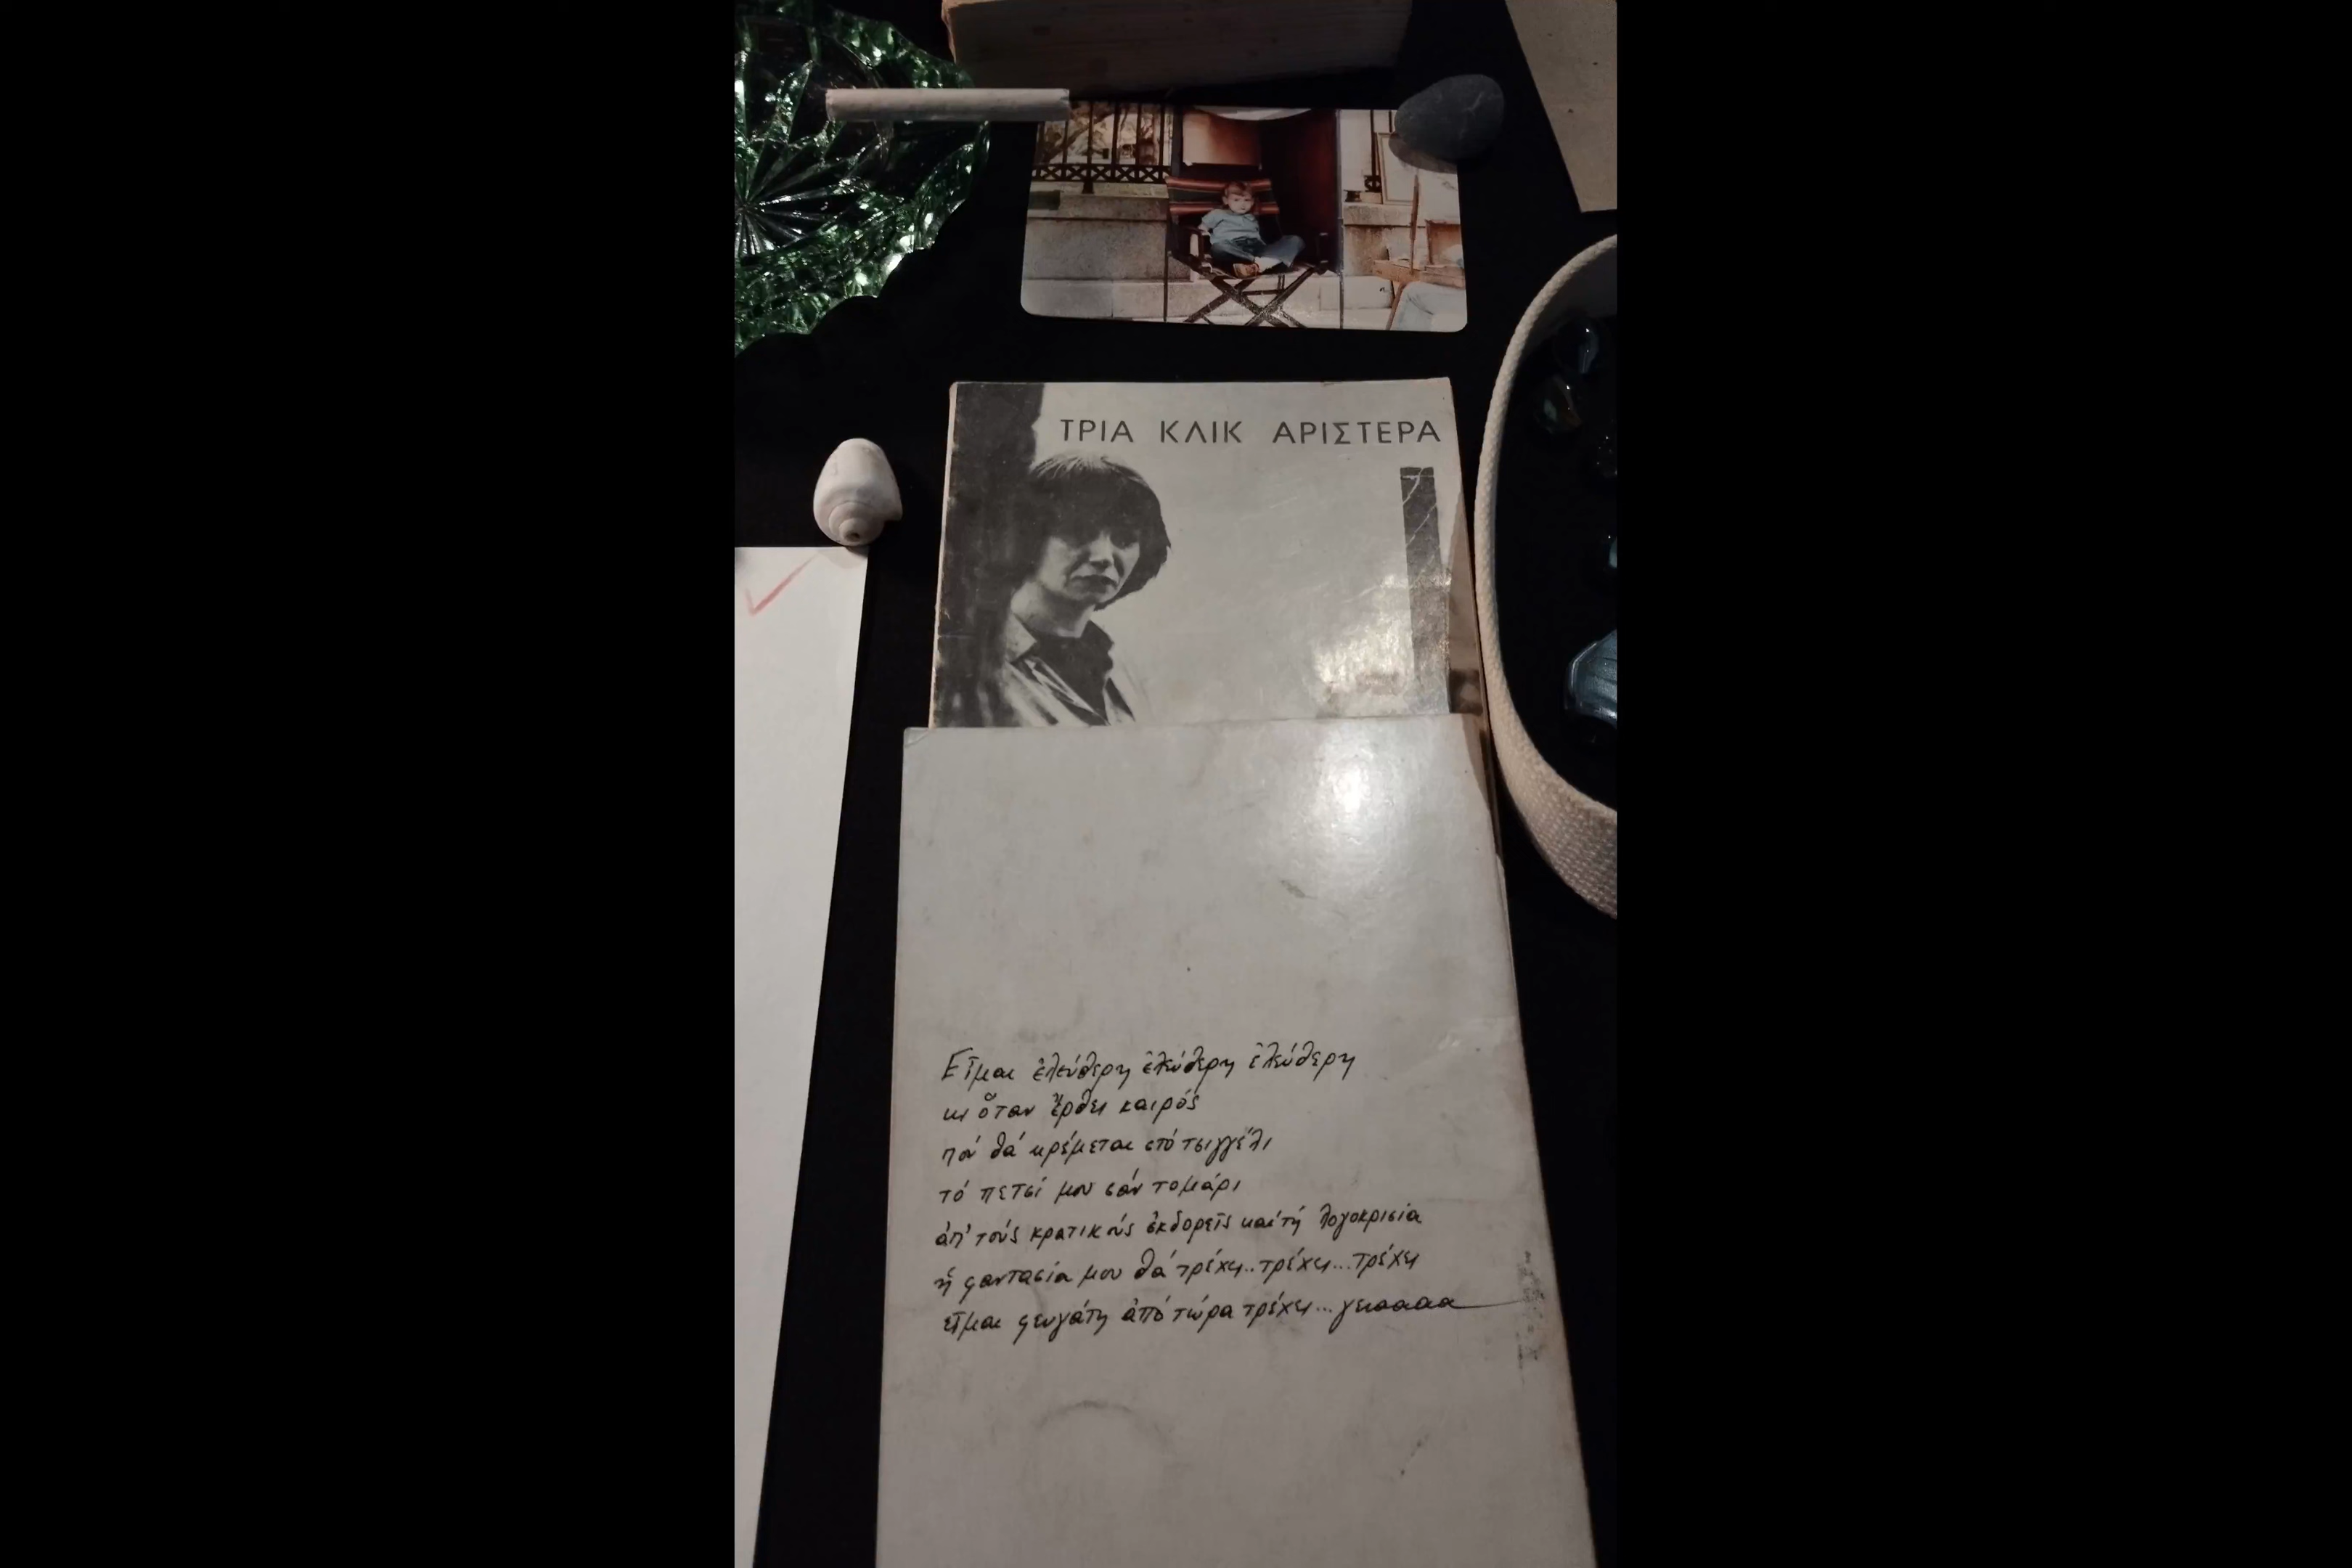 ΤΡΙΑ ΚΛΙΚ ΑΡΙΣΤΕΡΑ
Εἶμαι ἐλεύθερη ἐλεύθερη ἐλεύθερη
κι ὅταν ἔρθει καιρός
πού θά κρέμεται στό τσιγγέλι
τό πετσί μου σάν τομάρι
ἀπ' τούς κρατικούς ἐκδορεῖς καί τή λογοκρισία
ἡ φαντασία μου θά τρέχει.. τρέχει... τρέχει
εἶμαι φευγάτη ἀπό τώρα τρέχει... γειαααα